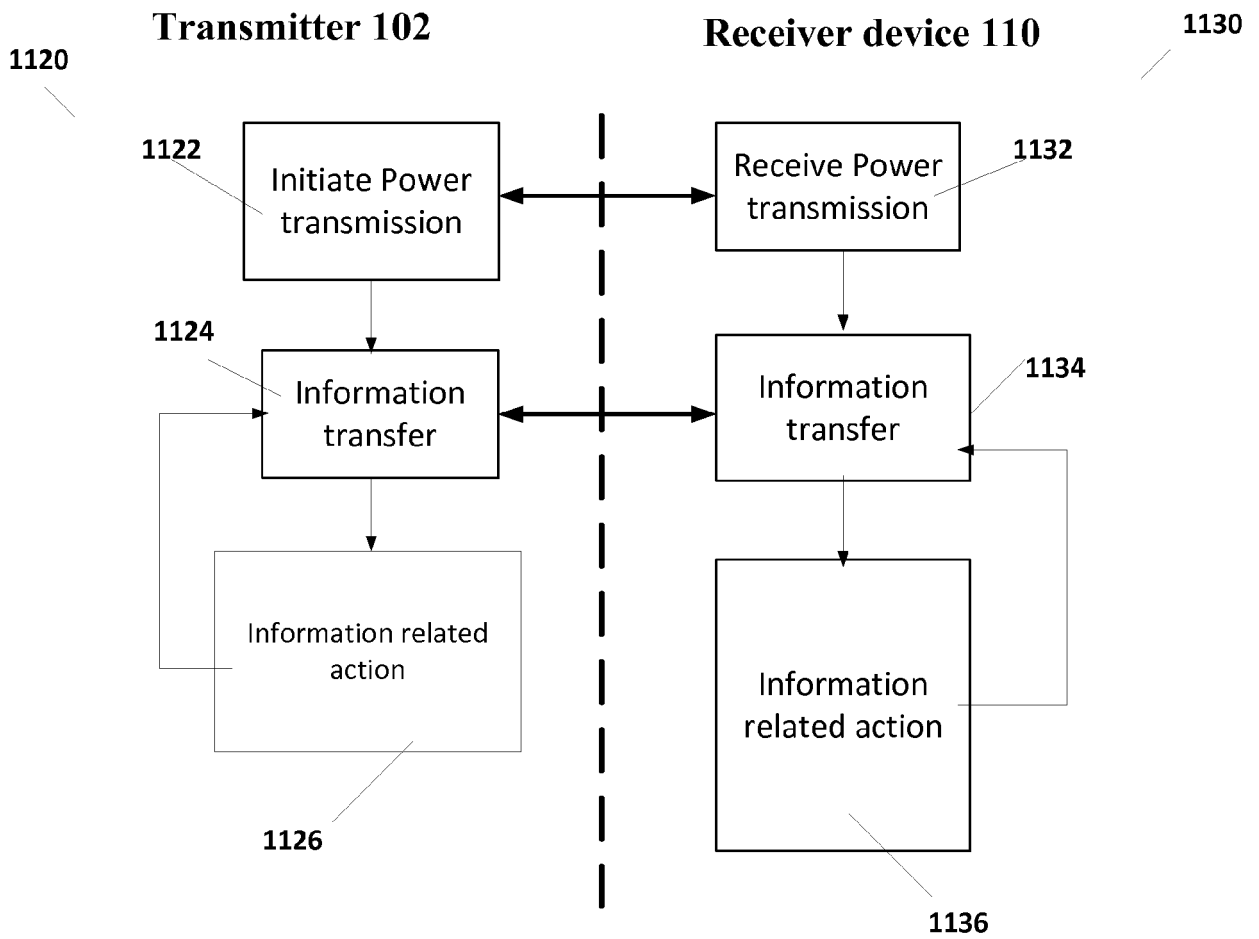 Transmitter 102
Receiver device 110
1130
1120
1122
Initiate Power
transmission
Receive Power
transmission
1132
1124
Information
transfer
Information
transfer
1134
Information related
action
Information
related action
1126
1136